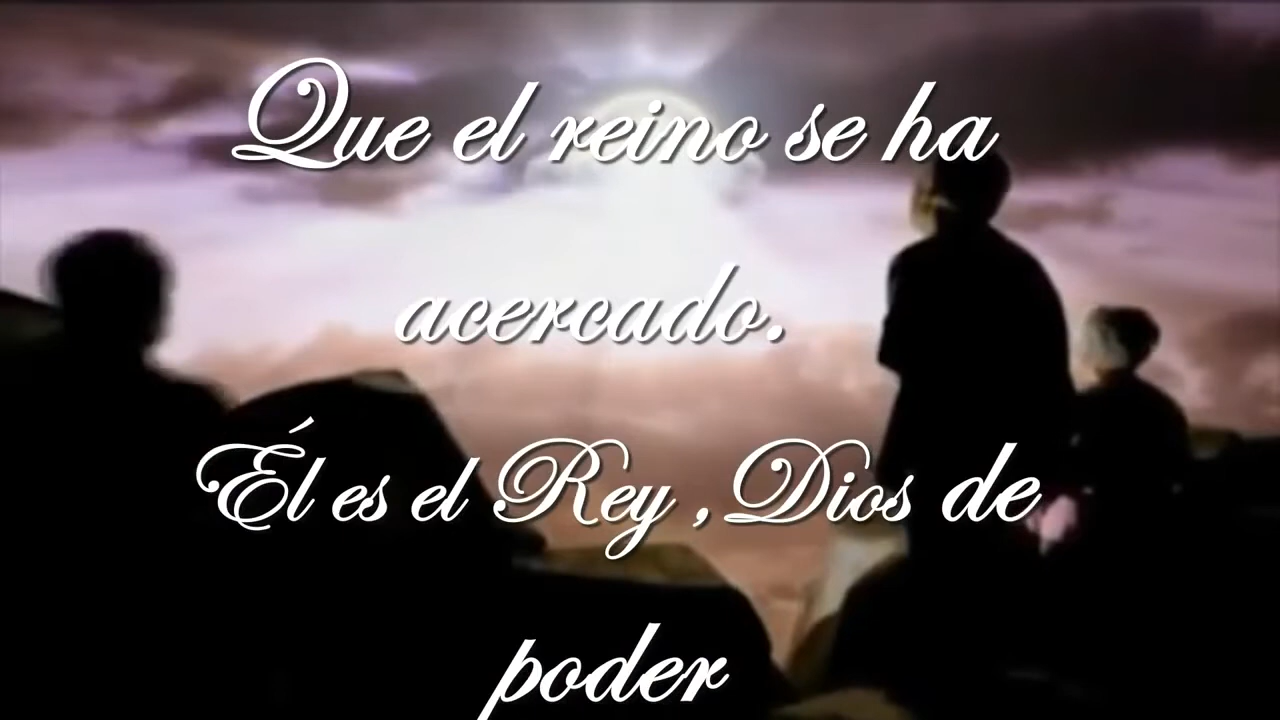 Que el reino se ha
acercado.
Él es el Rey ,Dios de
poder